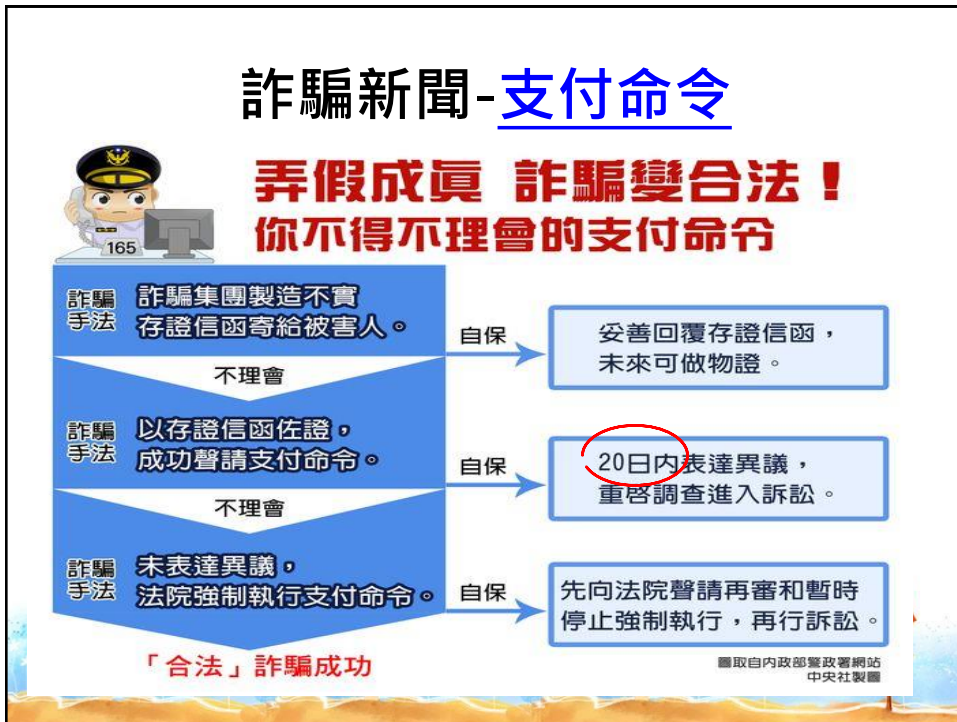 詐騙新聞-支付命令
弄假成真 詐騙變合法！
你不得不理會的支付命令
165
詐騙
手法
詐騙集團製造不實
存證信函寄給被害人。
自保
妥善回覆存證信函，
未來可做物證。
不理會
詐騙
手法
以存證信函佐證，
成功聲請支付命令。
自保
20日內表達異議，
重啓調查進入訴訟。
不理會
詐騙
手法
未表達異議，
法院強制執行支付命令。
自保
先向法院聲請再審和暫時
停止強制執行，再行訴訟。
「合法」詐騙成功
圖取自內政部警政署網站
中央社製圖